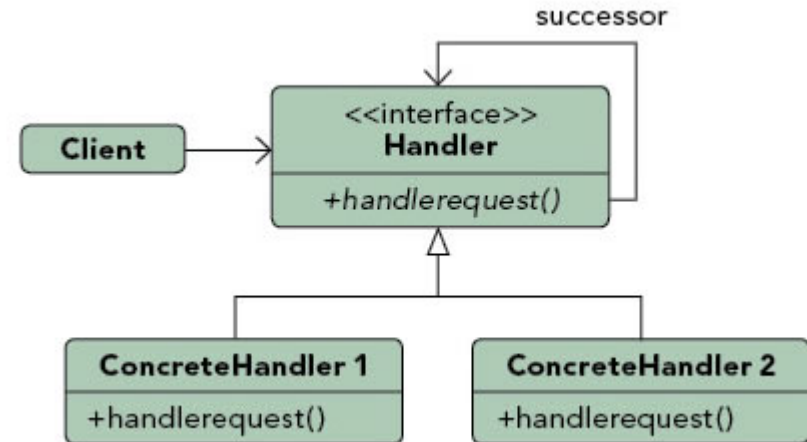 successor
<<interface>>
Handler
Client
+handlerequest()
ConcreteHandler 1
+handlerequest()
ConcreteHandler 2
+handlerequest()